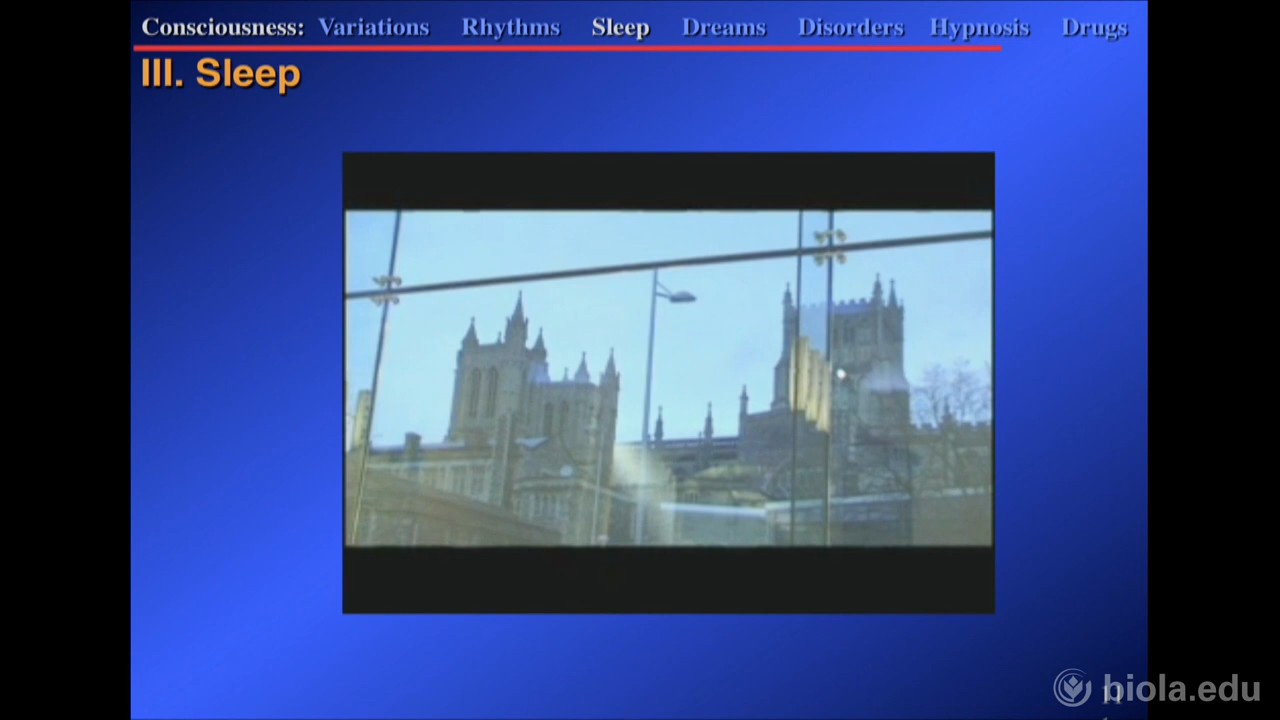 Consciousness: Variations Rhythms Sleep Dreams Disorders Hypnosis Drugs
III. Sleep
biola.edu